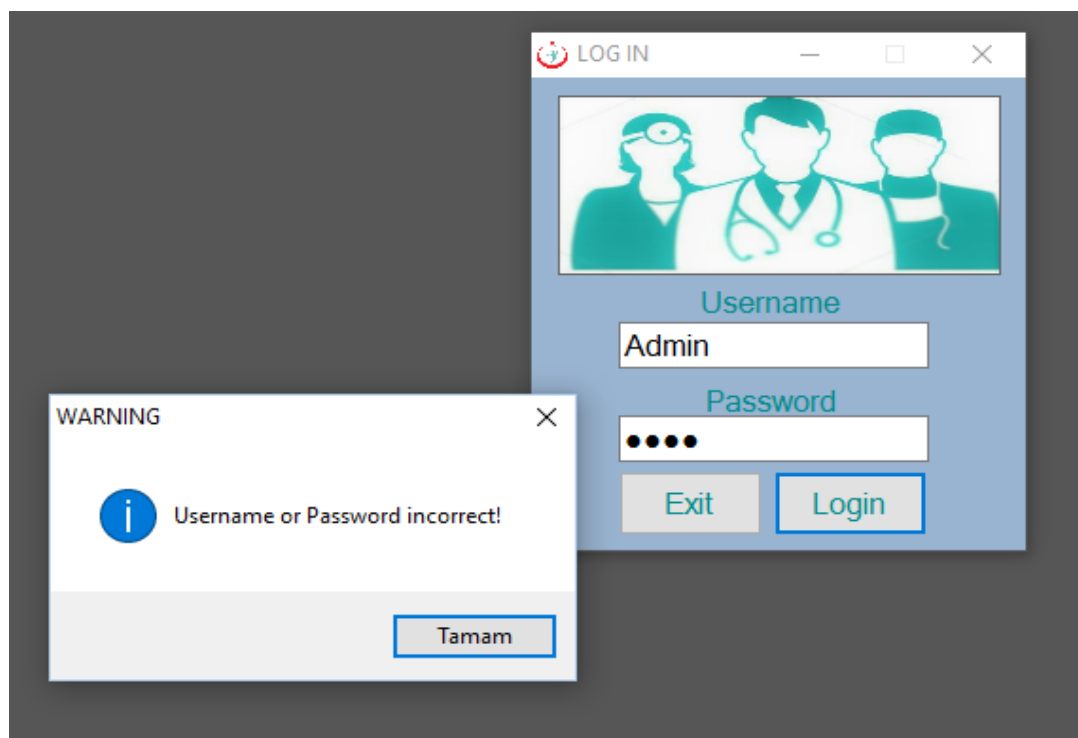 LOG IN
Username
Admin
Password
●●●●
Exit
Login
WARNING
Username or Password incorrect!
Tamam